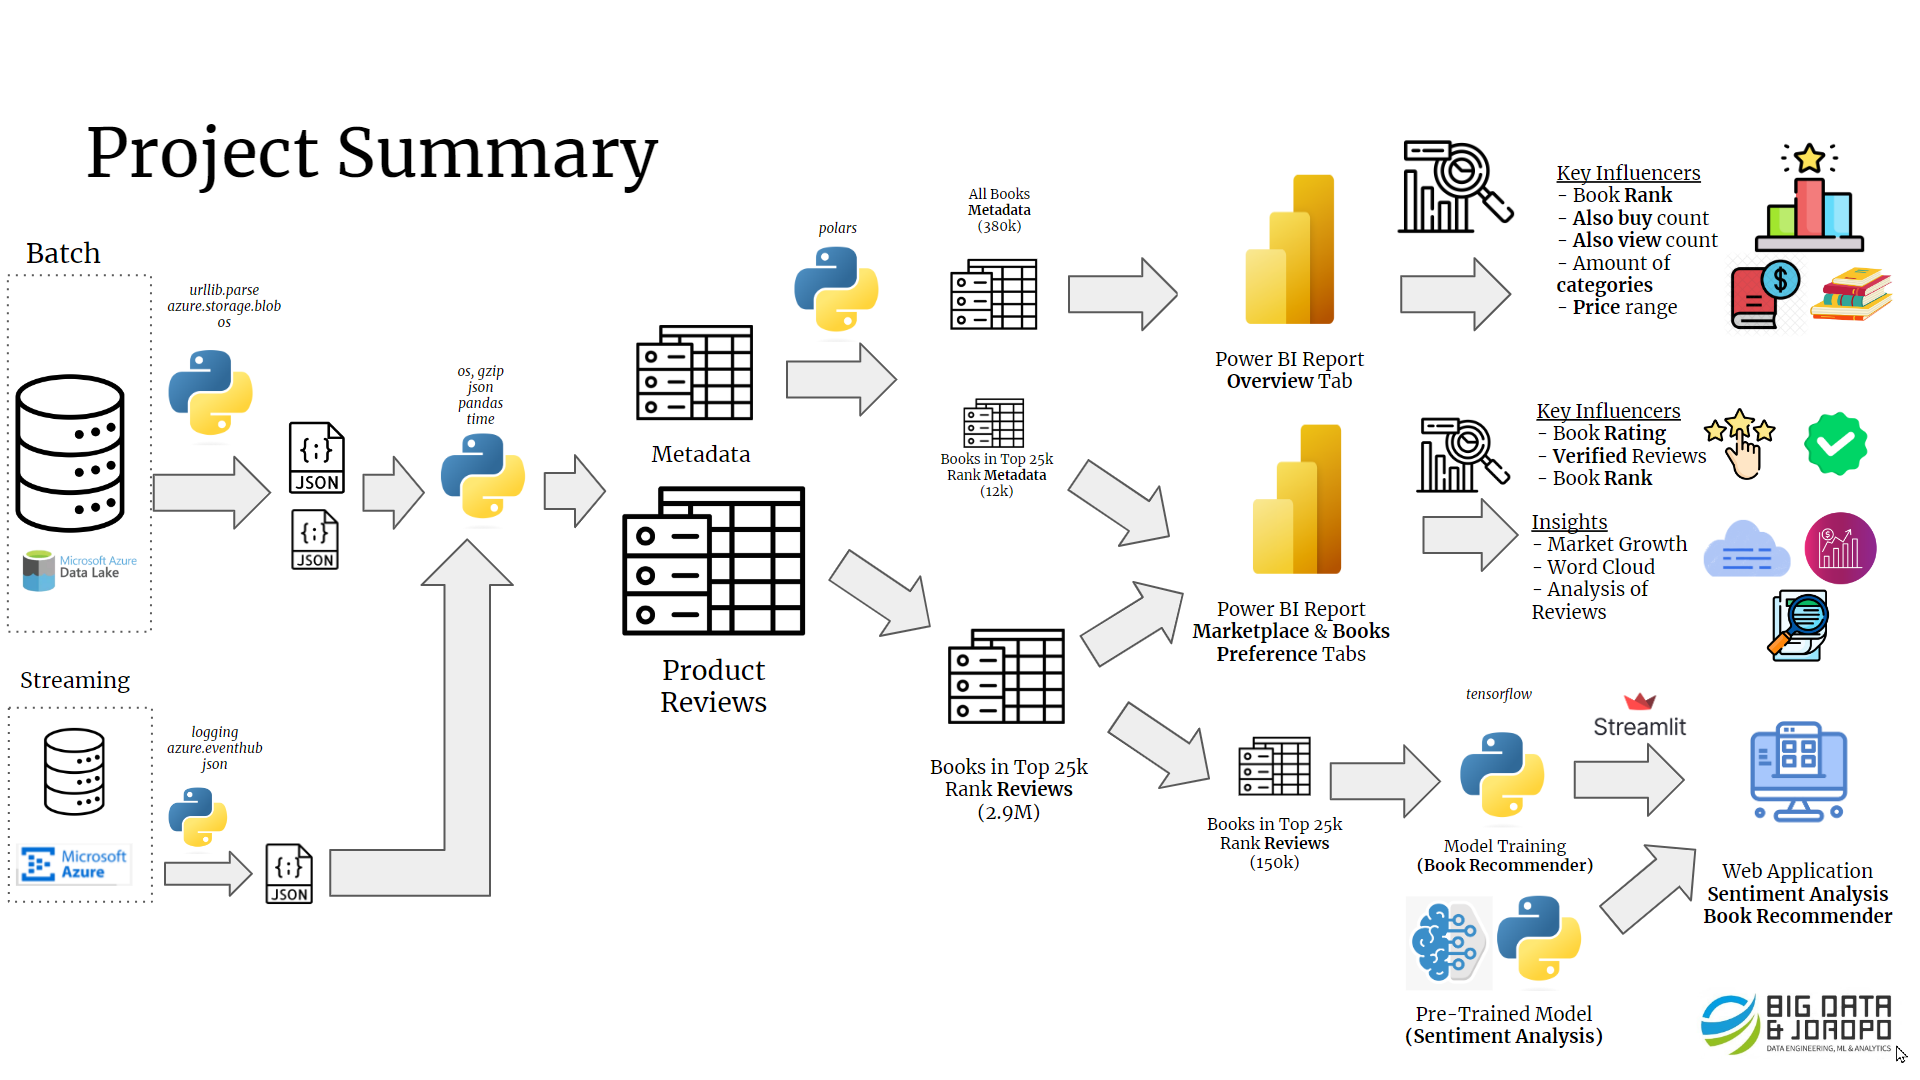 Project Summary
Batch
urllib.parse
azure.storage.blob
os
Microsoft Azure
Data Lake
{;}
JSON
{;}
JSON
os, gzip
json
pandas
time
Streaming
logging
azure.eventhub
json
Microsoft
Azure
{;}
JSON
Metadata
Product
Reviews
polars
All Books
Metadata
(380k)
Books in Top 25k
Rank Metadata
(12k)
Books in Top 25k
Rank Reviews
(2.9M)
Power BI Report
Overview Tab
Key Influencers
- Book Rank
- Also buy count
- Also view count
- Amount of
categories
- Price range
$
Power BI Report
Marketplace & Books
Preference Tabs
Key Influencers
- Book Rating
- Verified Reviews
- Book Rank
Insights
- Market Growth
- Word Cloud
- Analysis of
Reviews
$
Books in Top 25k
Rank Reviews
(150k)
tensorflow
Model Training
(Book Recommender)
Streamlit
Pre-Trained Model
(Sentiment Analysis)
Web Application
Sentiment Analysis
Book Recommender
BIG DATA
& JOROPO
DATA ENGINEERING, ML & ANALYTICS